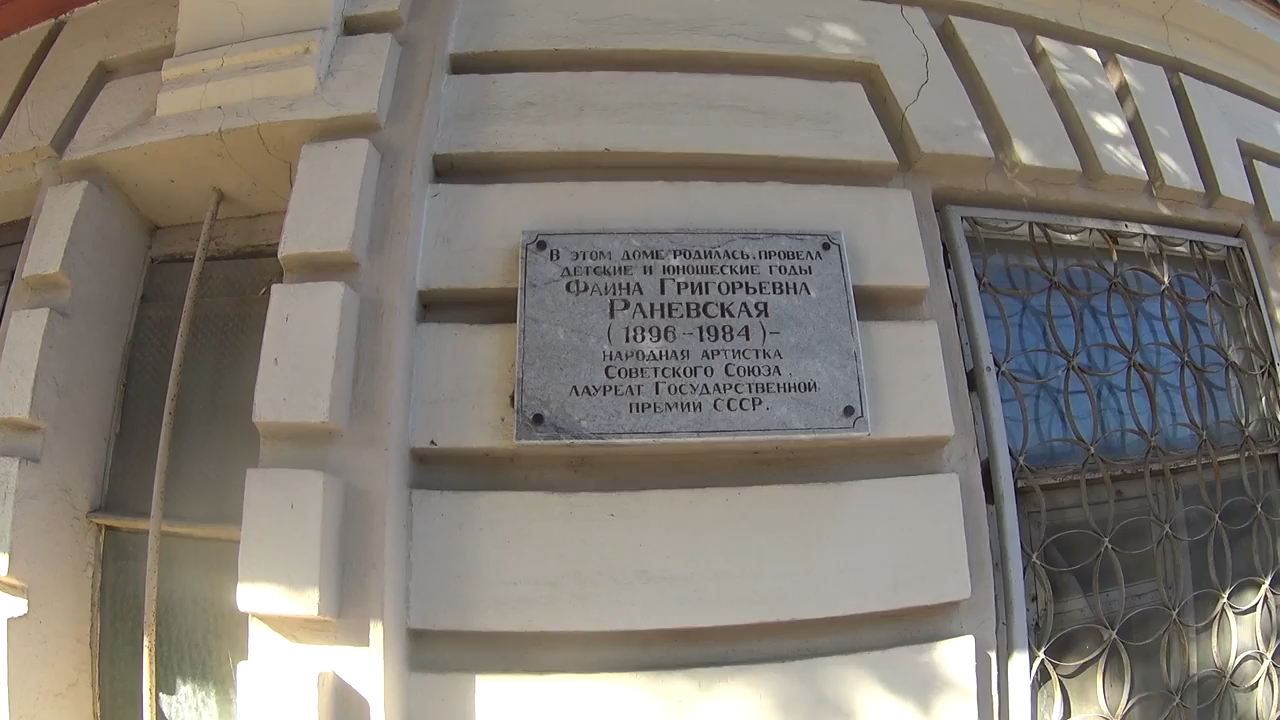 В ЭТОМ ДОМЕ РОДИЛАСЬ, ПРОВЕЛА
ДЕТСКИЕ И ЮНОШЕСКИЕ ГОДЫ
ФАИНА ГРИГОРЬЕВНА
РАНЕВСКАЯ
(1896-1984)-
НАРОДНАЯ АРТИСТКА
СОВЕТСКОГО СОЮЗА,
ЛАУРЕАТ ГОСУДАРСТВЕННОЙ
ПРЕМИИ СССР.